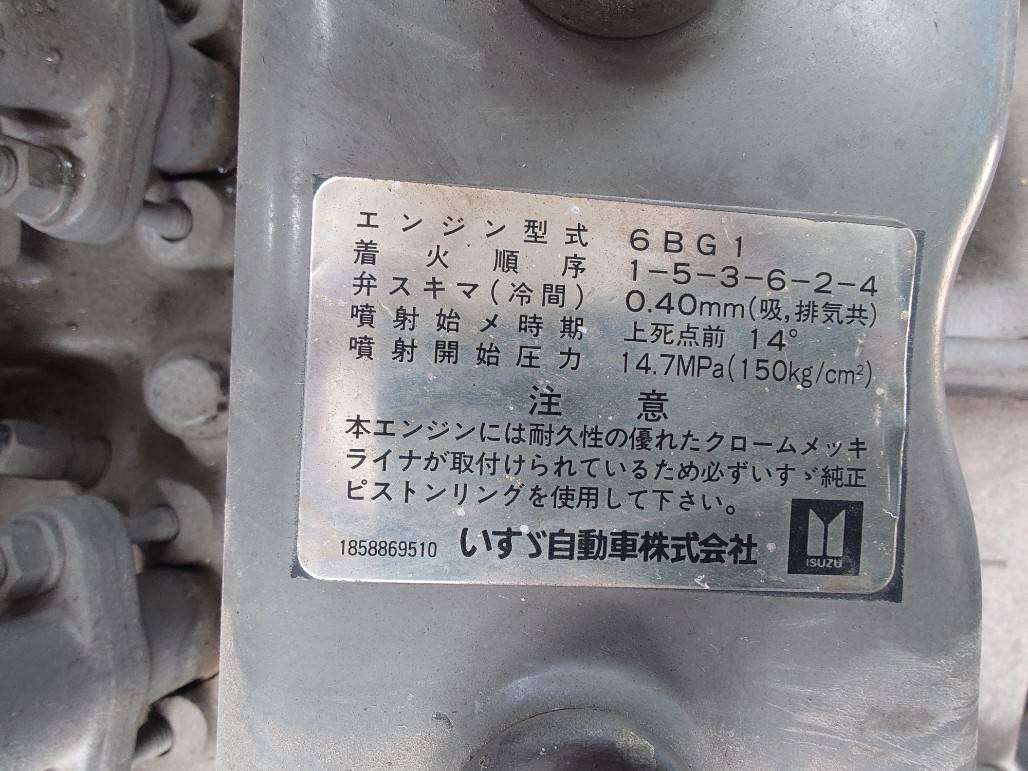 エンジン型式 6BG1
着火順序 1-5-3-6-2-4
弁スキマ(冷間) 0.40mm(吸,排気共)
噴射始メ時期 上死点前 14°
噴射開始圧力 14.7MPa(150kg/cm²)
注意
本エンジンには耐久性の優れたクロームメッキ
ライナが取付けられているため必ずいすゞ純正
ピストンリングを使用して下さい。
1858869510 いすゞ自動車株式会社
ISUZU